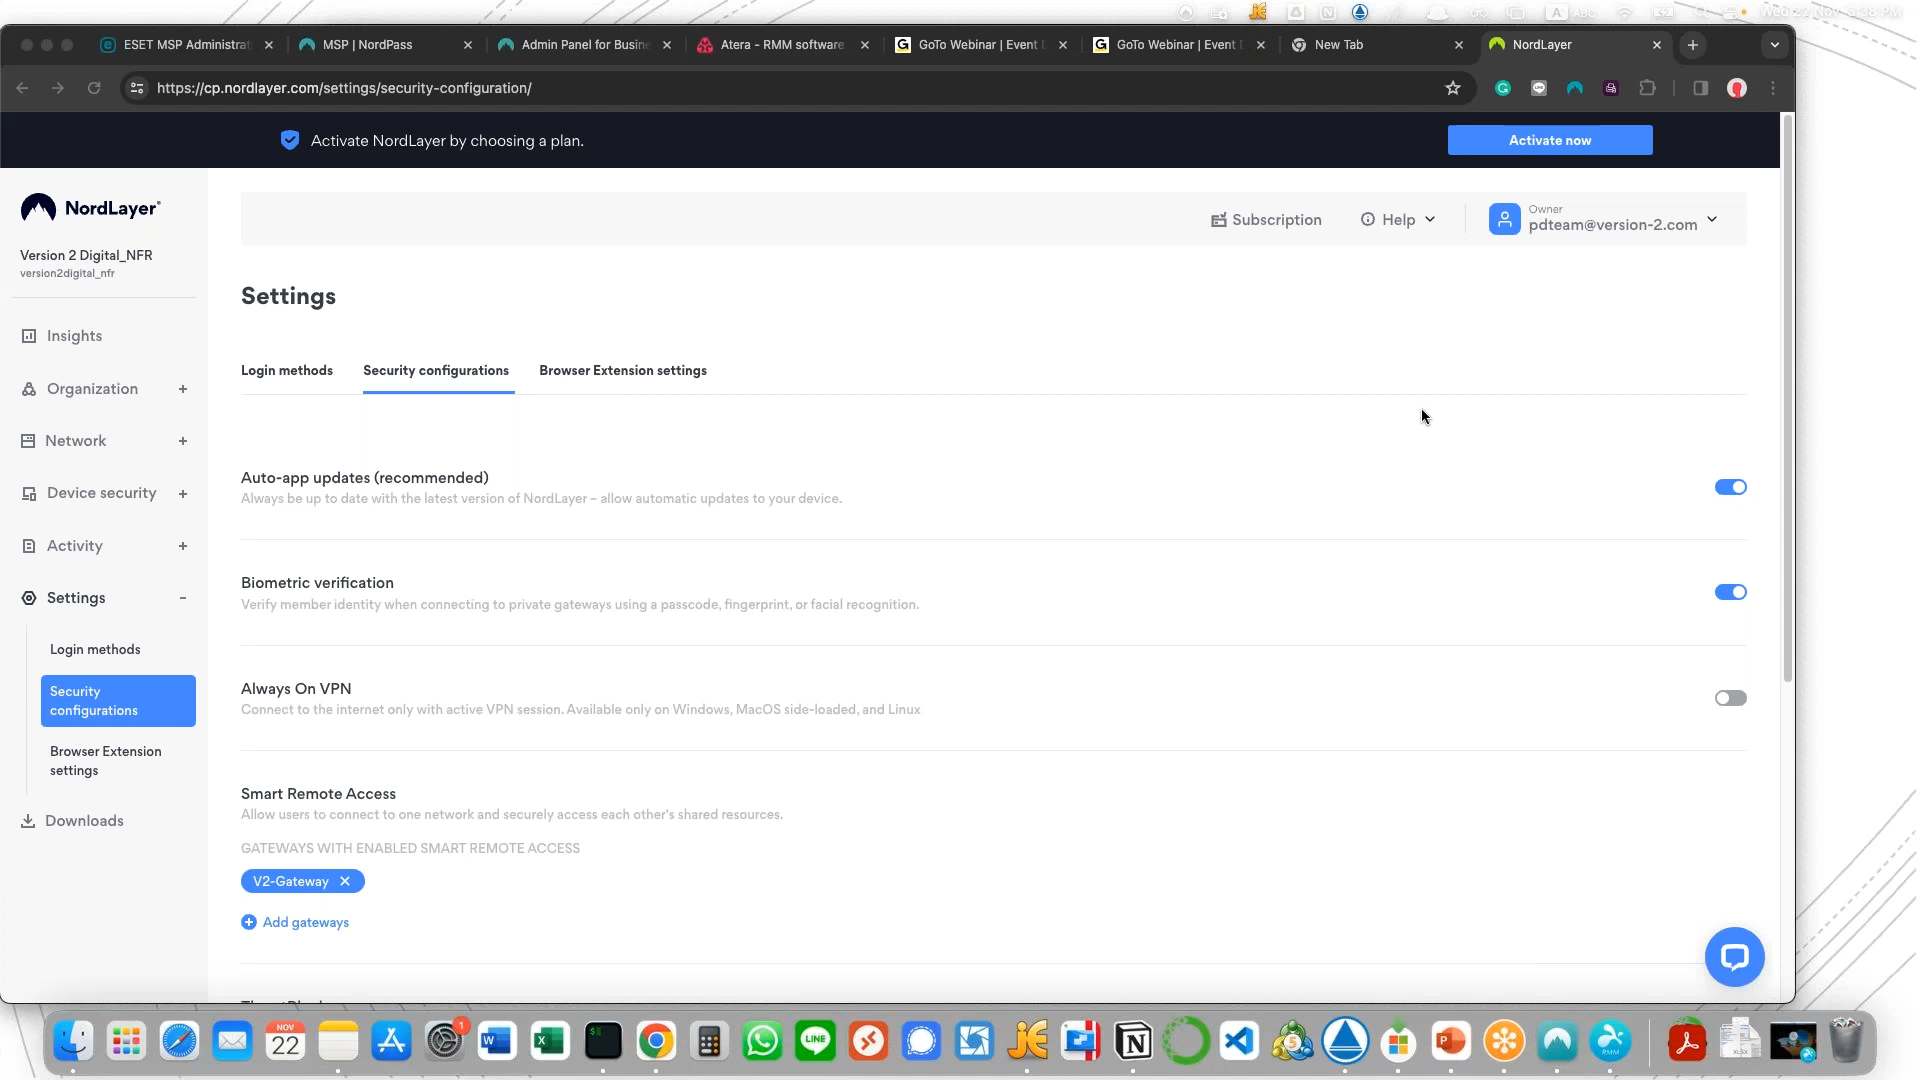 ESET MSP Administrat
MSP | NordPass
Admin Panel for Busine
Atera - RMM software
GoTo Webinar | Event
GoTo Webinar | Event
New Tab
NordLayer
https://cp.nordlayer.com/settings/security-configuration/
Activate NordLayer by choosing a plan.
Activate now
NordLayer
Version 2 Digital_NFR
version2digital_nfr
Subscription
Help
Owner
pdteam@version-2.com
Insights
Organization
Network
Device security
Activity
Settings
Login methods
Security
configurations
Browser Extension
settings
Downloads
Settings
Login methods
Security configurations
Browser Extension settings
Auto-app updates (recommended)
Always be up to date with the latest version of NordLayer – allow automatic updates to your device.
Biometric verification
Verify member identity when connecting to private gateways using a passcode, fingerprint, or facial recognition.
Always On VPN
Connect to the internet only with active VPN session. Available only on Windows, MacOS side-loaded, and Linux
Smart Remote Access
Allow users to connect to one network and securely access each other's shared resources.
GATEWAYS WITH ENABLED SMART REMOTE ACCESS
V2-Gateway
Add gateways
NOV
22
1
LINE
RMM
XLSX